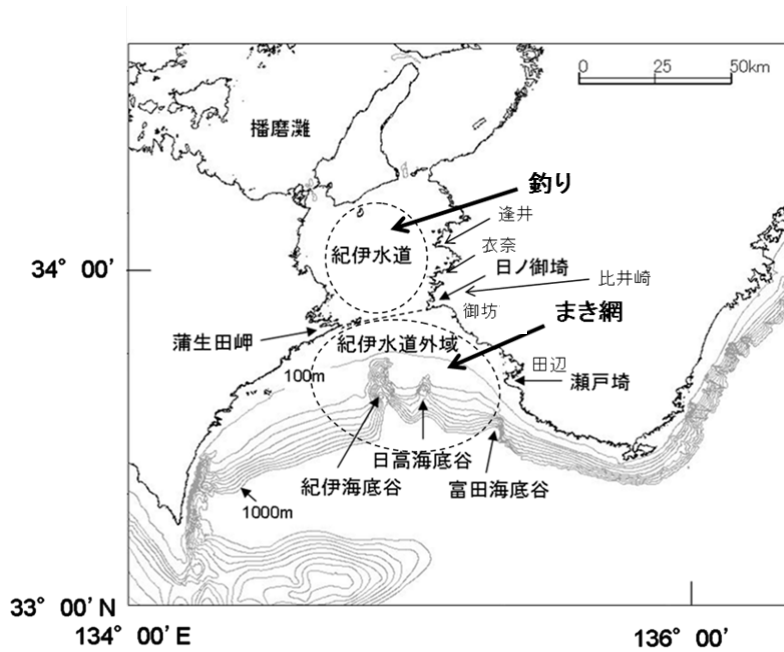 0 25 50km
播磨灘
釣り
逢井
衣奈
34° 00'
紀伊水道
日ノ御埼
比井崎
御坊
まき網
蒲生田岬
紀伊水道外域
田辺
100m
瀬戸埼
日高海底谷
紀伊海底谷
富田海底谷
1000m
33° 00' N
134° 00' E
136° 00'